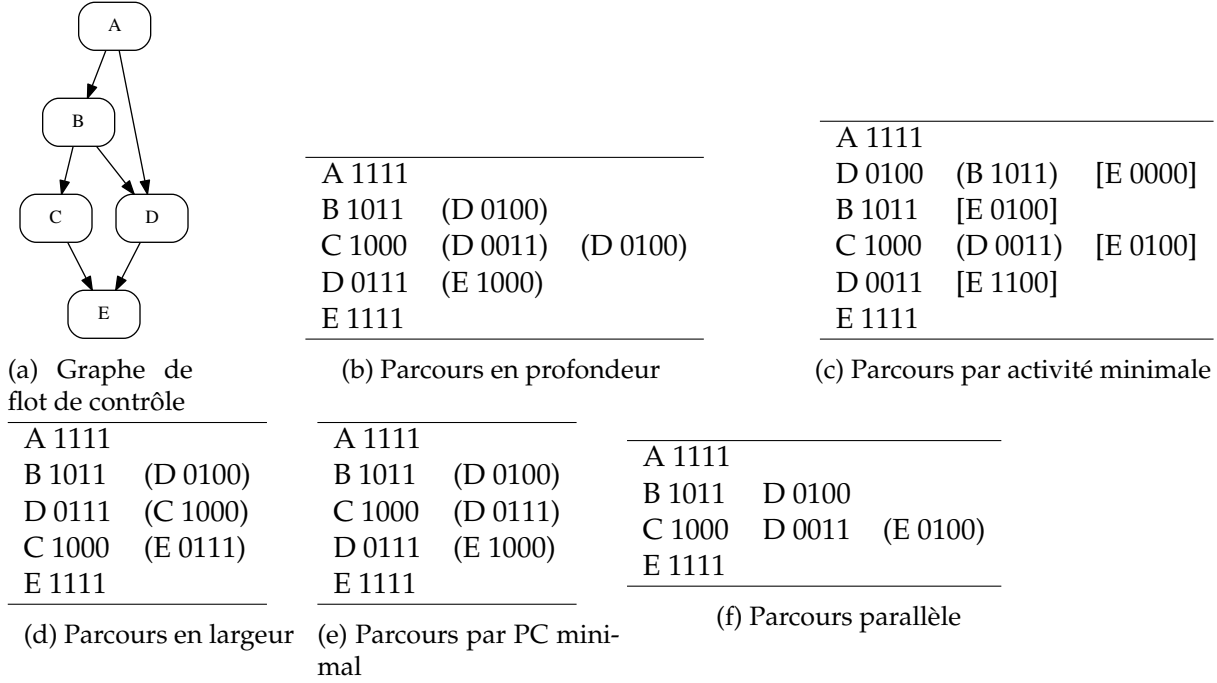 A
B
C
D
E
(a) Graphe de
flot de contrôle
A 1111
B 1011 (D 0100)
C 1000 (D 0011) (D 0100)
D 0111 (E 1000)
E 1111
(b) Parcours en profondeur
A 1111
D 0100 (B 1011) [E 0000]
B 1011 [E 0100]
C 1000 (D 0011) [E 0100]
D 0011 [E 1100]
E 1111
(c) Parcours par activité minimale
A 1111
B 1011 (D 0100)
D 0111 (C 1000)
C 1000 (E 0111)
E 1111
(d) Parcours en largeur
A 1111
B 1011 (D 0100)
C 1000 (D 0111)
D 0111 (E 1000)
E 1111
(e) Parcours par PC mini-
mal
A 1111
B 1011 D 0100
C 1000 D 0011 (E 0100)
E 1111
(f) Parcours parallèle